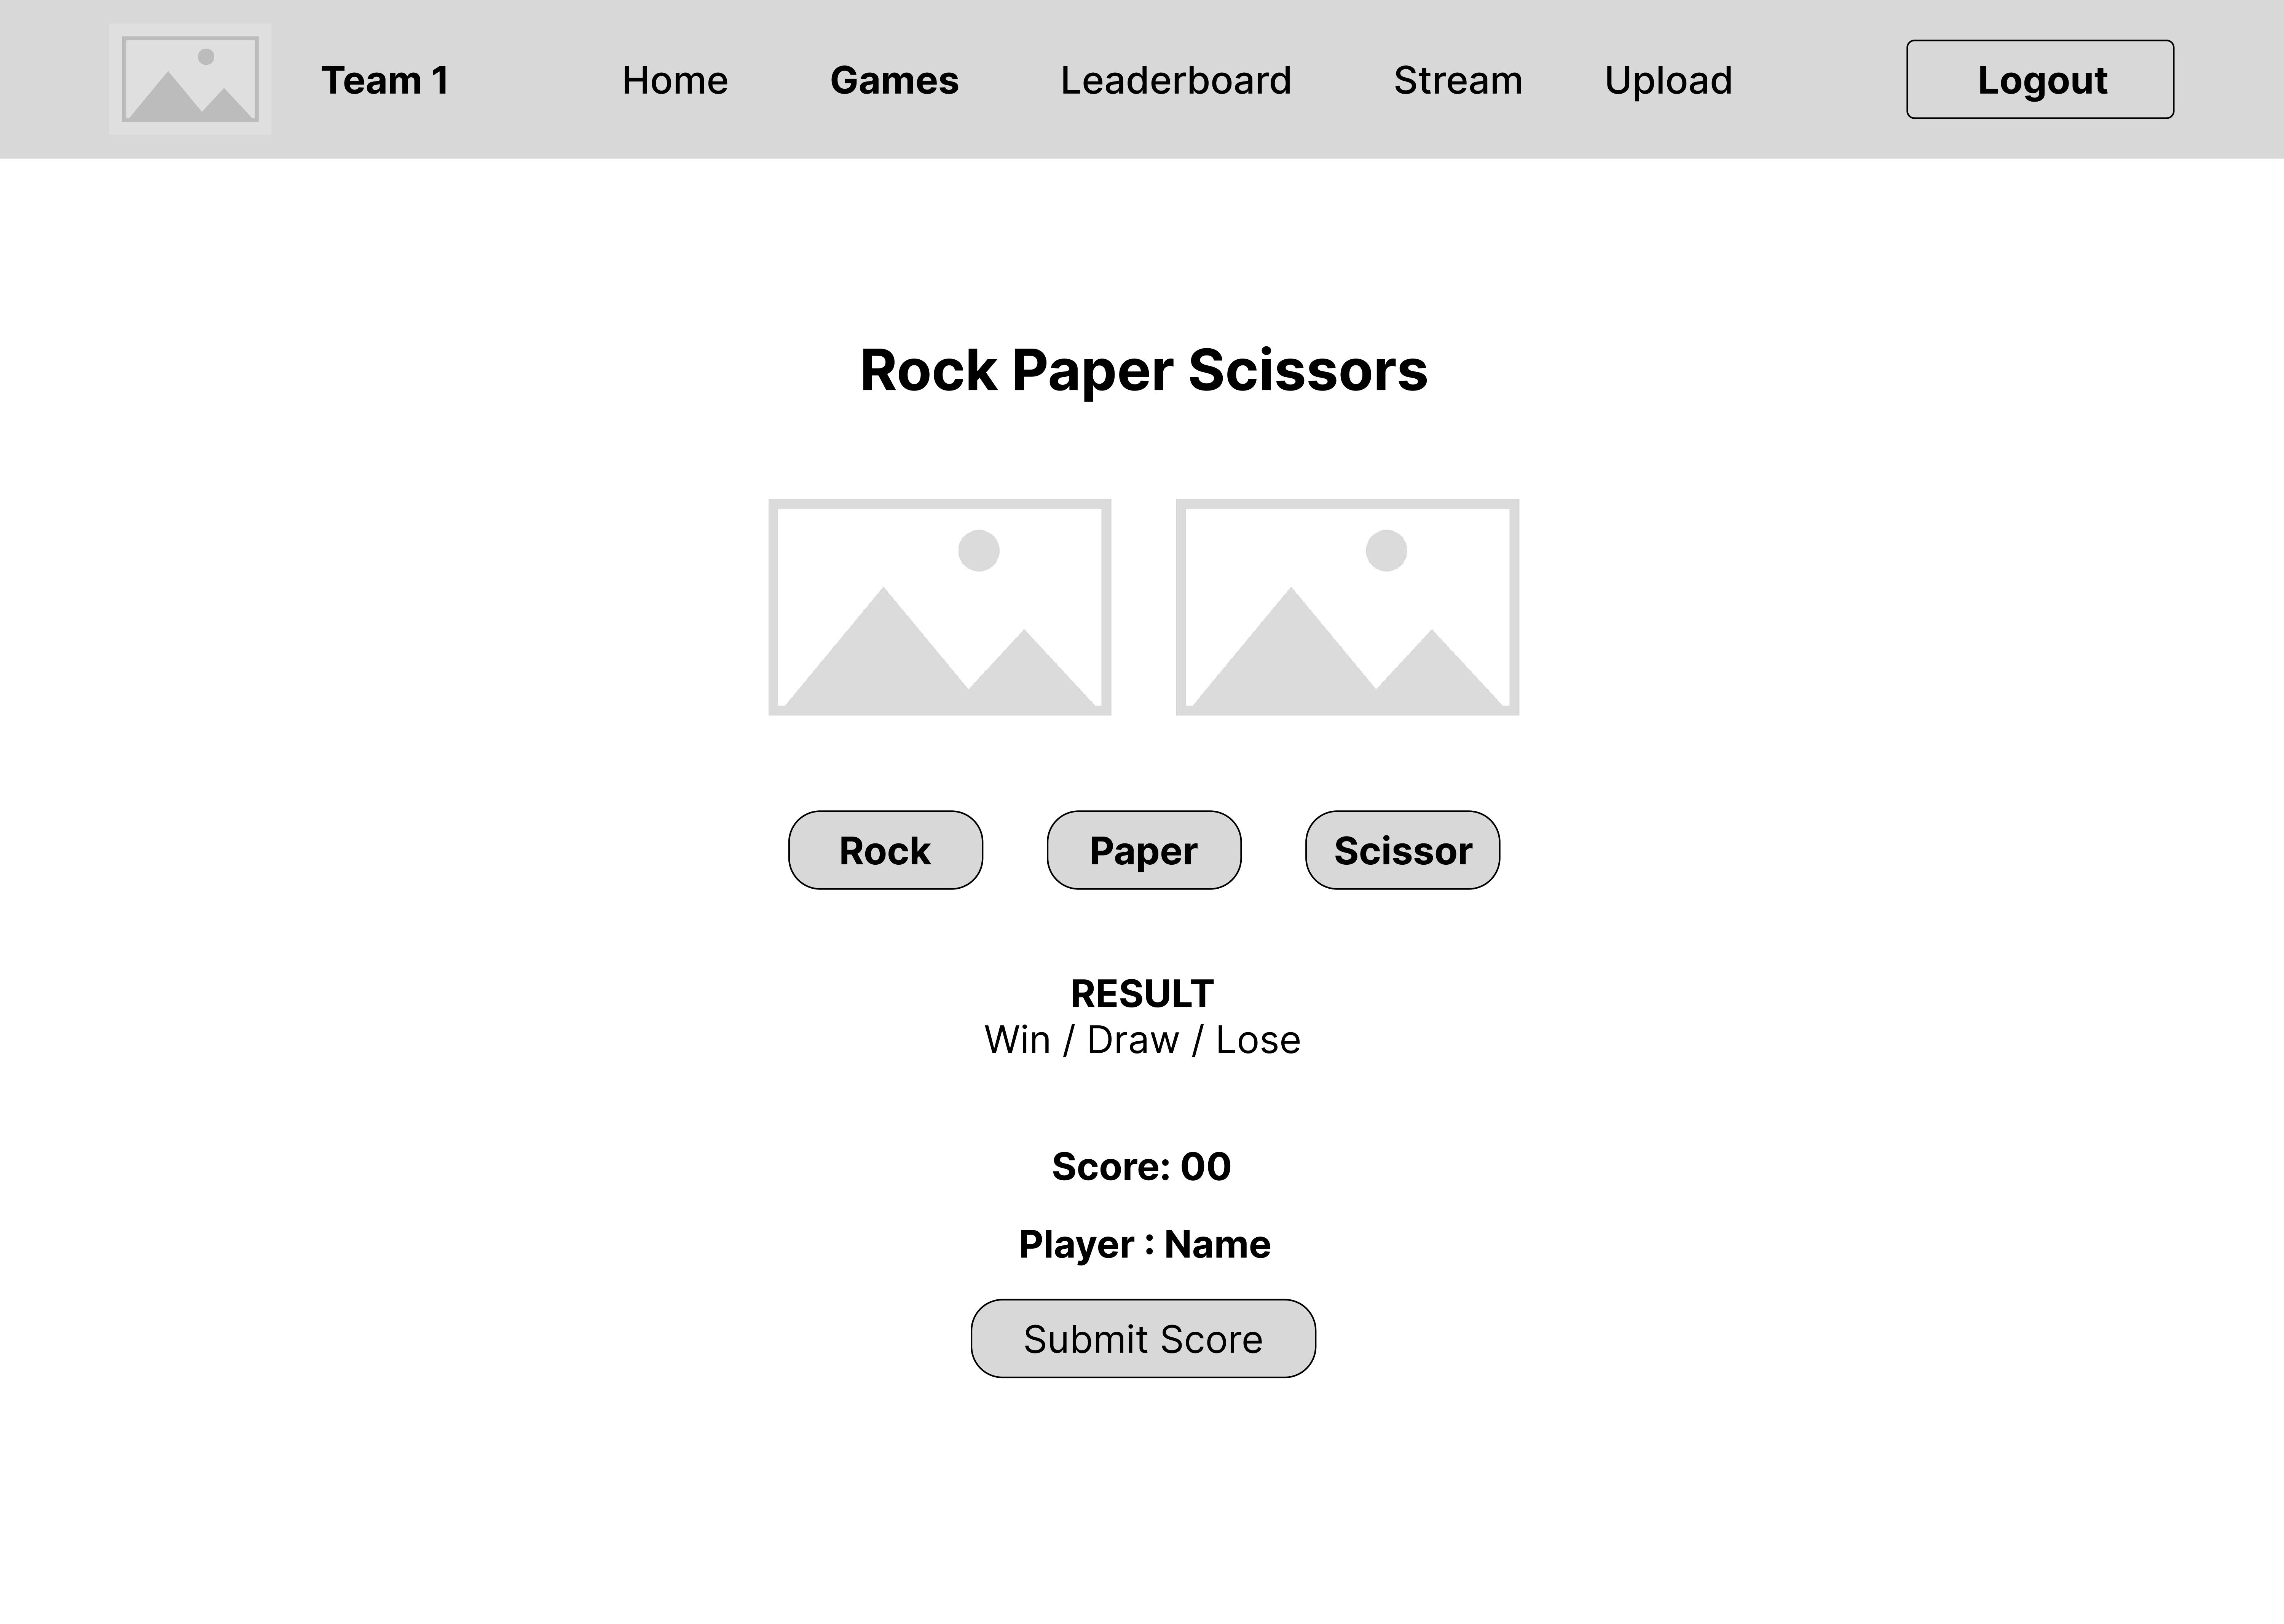 Team 1 Home Games Leaderboard Stream Upload Logout
Rock Paper Scissors
Rock Paper Scissor
RESULT
Win / Draw / Lose
Score: 00
Player : Name
Submit Score